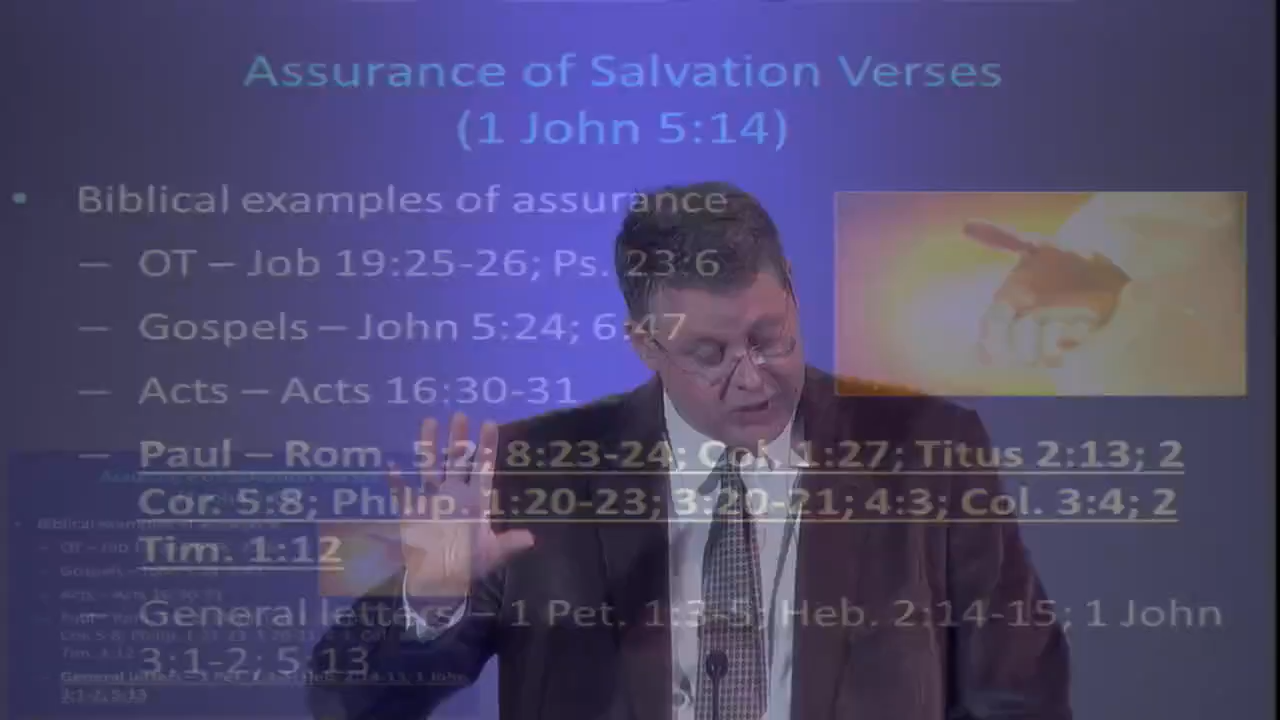 Assurance of Salvation Verses
(1 John 5:14)
• Biblical examples of assurance
– OT – Job 19:25-26; Ps. 23:6
– Gospels – John 5:24; 6:47
– Acts – Acts 16:30-31
– Paul – Rom. 5:2; 8:23-24; Col. 1:27; Titus 2:13; 2
Cor. 5:8; Philip. 1:20-23; 3:20-21; 4:3; Col. 3:4; 2
Tim. 1:12
– General letters – 1 Pet. 1:3-5; Heb. 2:14-15; 1 John
3:1-2; 5:13